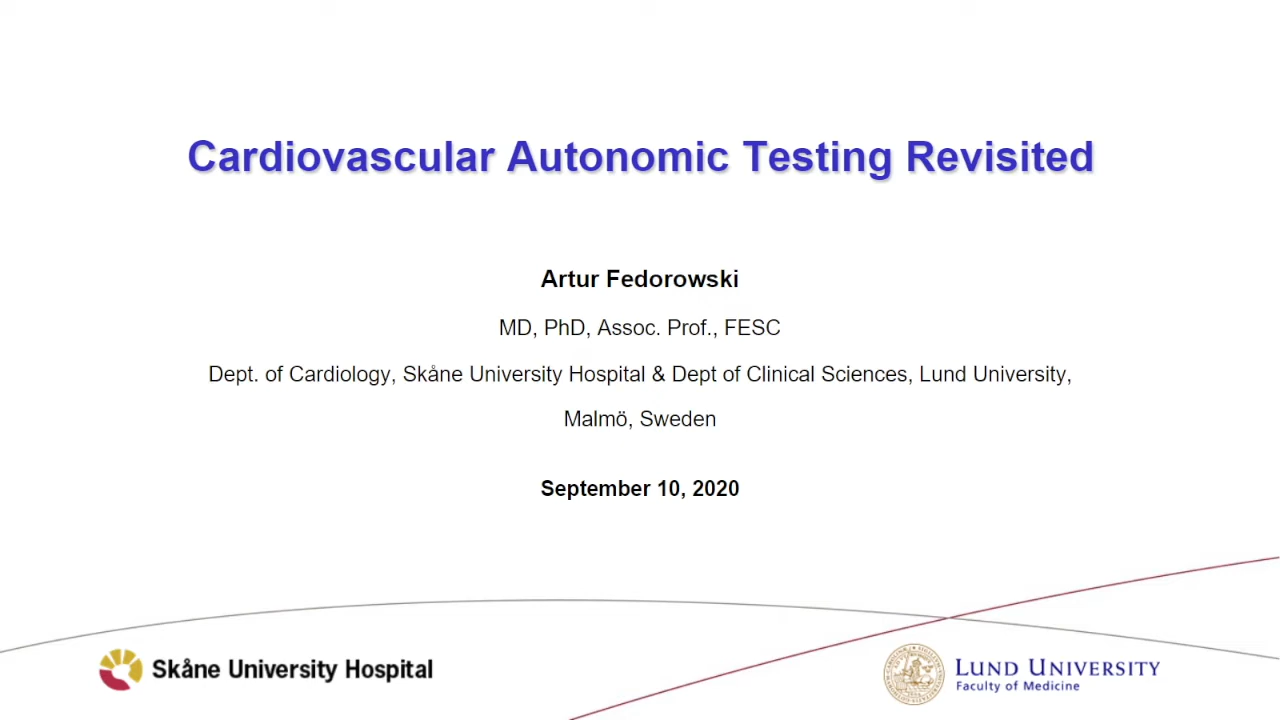 Cardiovascular Autonomic Testing Revisited
Artur Fedorowski
MD, PhD, Assoc. Prof., FESC
Dept. of Cardiology, Skåne University Hospital & Dept of Clinical Sciences, Lund University,
Malmö, Sweden
September 10, 2020
Skåne University Hospital
LUND UNIVERSITY
Faculty of Medicine